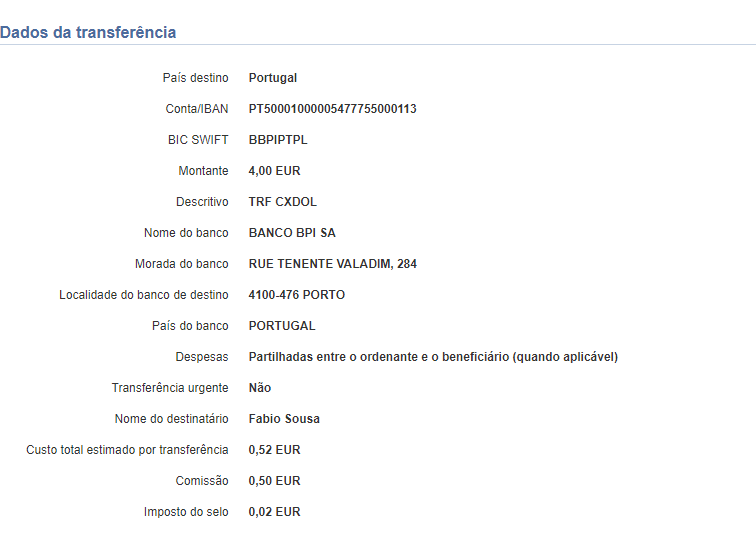 Dados da transferência
País destino Portugal
Conta/IBAN PT50001000005477755000113
BIC SWIFT BBPIPTPL
Montante 4,00 EUR
Descritivo TRF CXDOL
Nome do banco BANCO BPI SA
Morada do banco RUE TENENTE VALADIM, 284
Localidade do banco de destino 4100-476 PORTO
País do banco PORTUGAL
Despesas Partilhadas entre o ordenante e o beneficiário (quando aplicável)
Transferência urgente Não
Nome do destinatário Fabio Sousa
Custo total estimado por transferência 0,52 EUR
Comissão 0,50 EUR
Imposto do selo 0,02 EUR